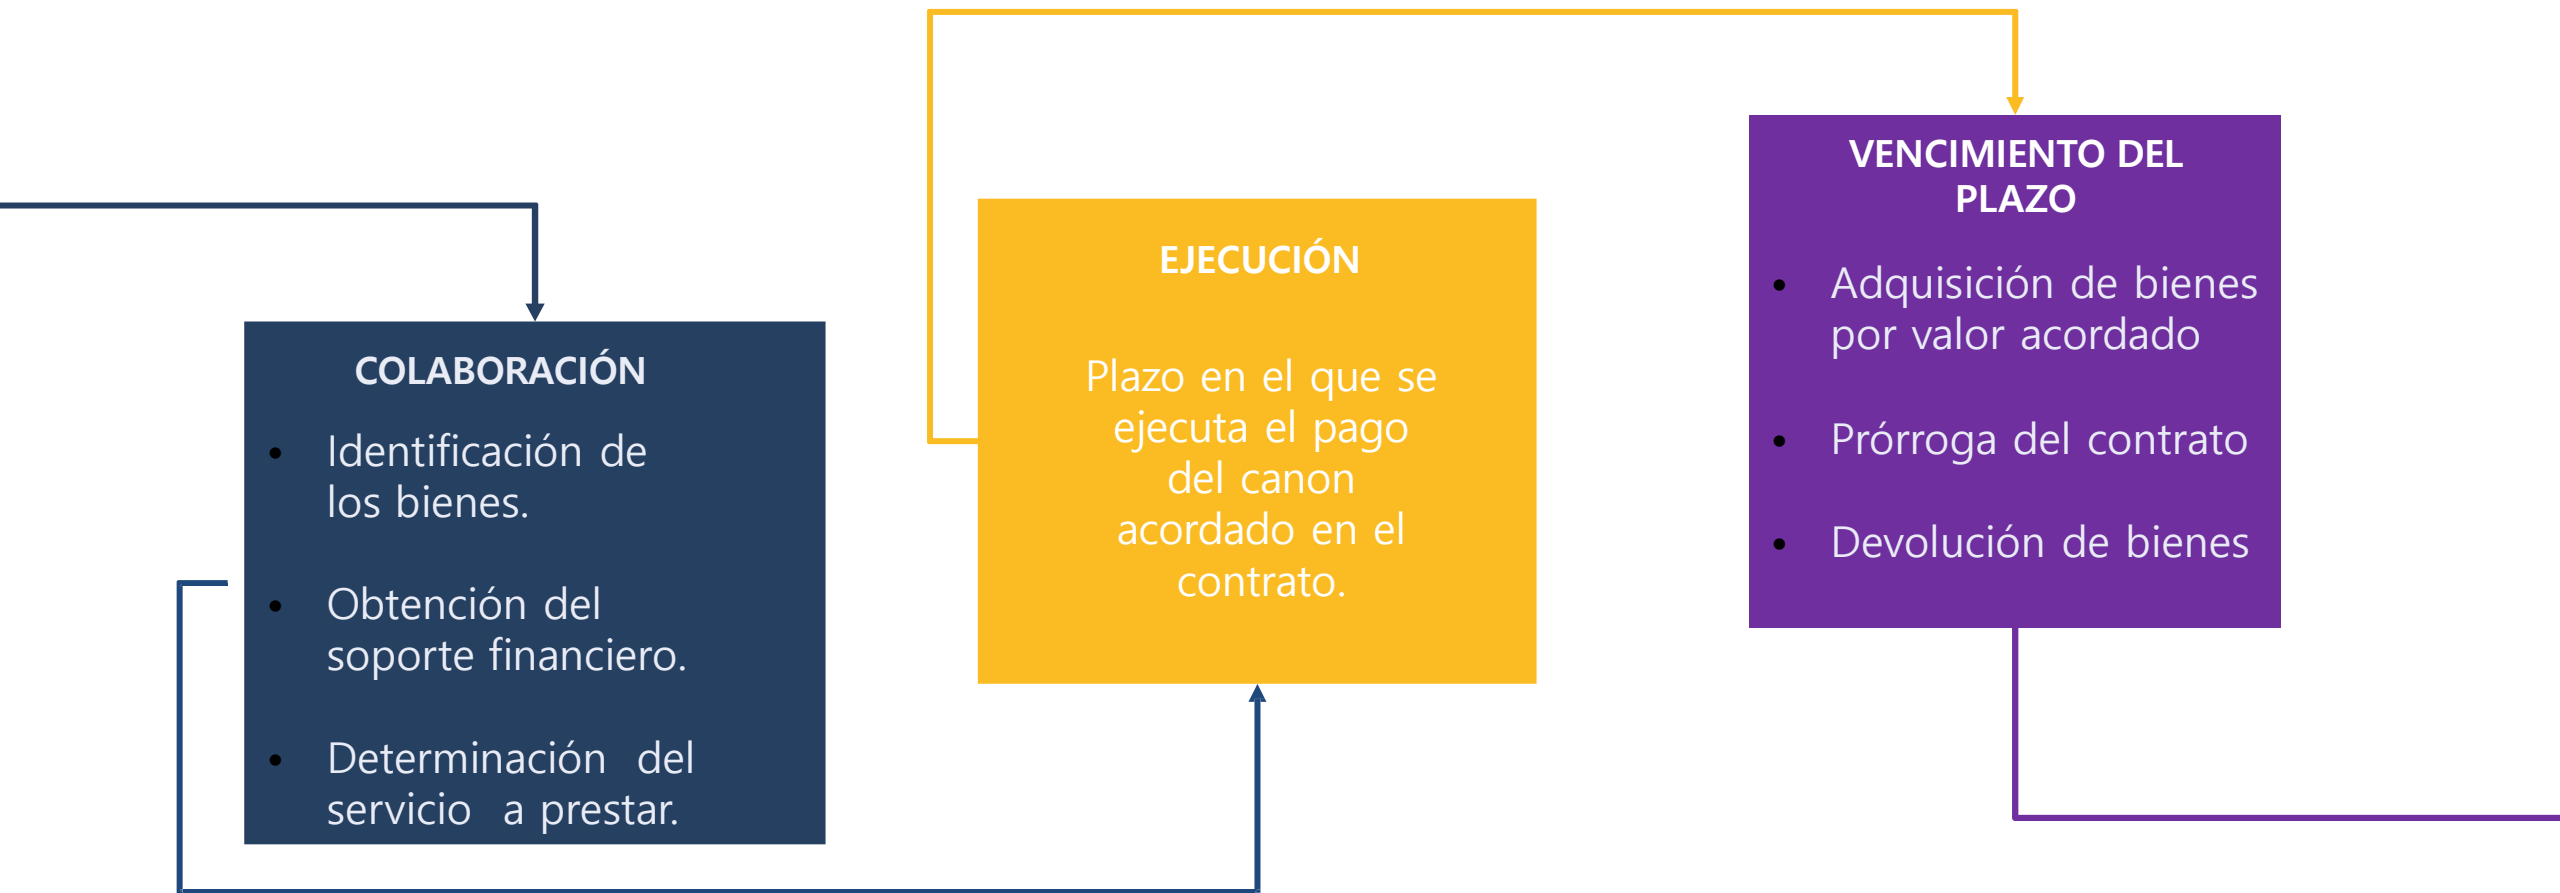 COLABORACIÓN
• Identificación de
los bienes.
• Obtención del
soporte financiero.
• Determinación del
servicio a prestar.
EJECUCIÓN
Plazo en el que se
ejecuta el pago
del canon
acordado en el
contrato.
VENCIMIENTO DEL
PLAZO
• Adquisición de bienes
por valor acordado
• Prórroga del contrato
• Devolución de bienes